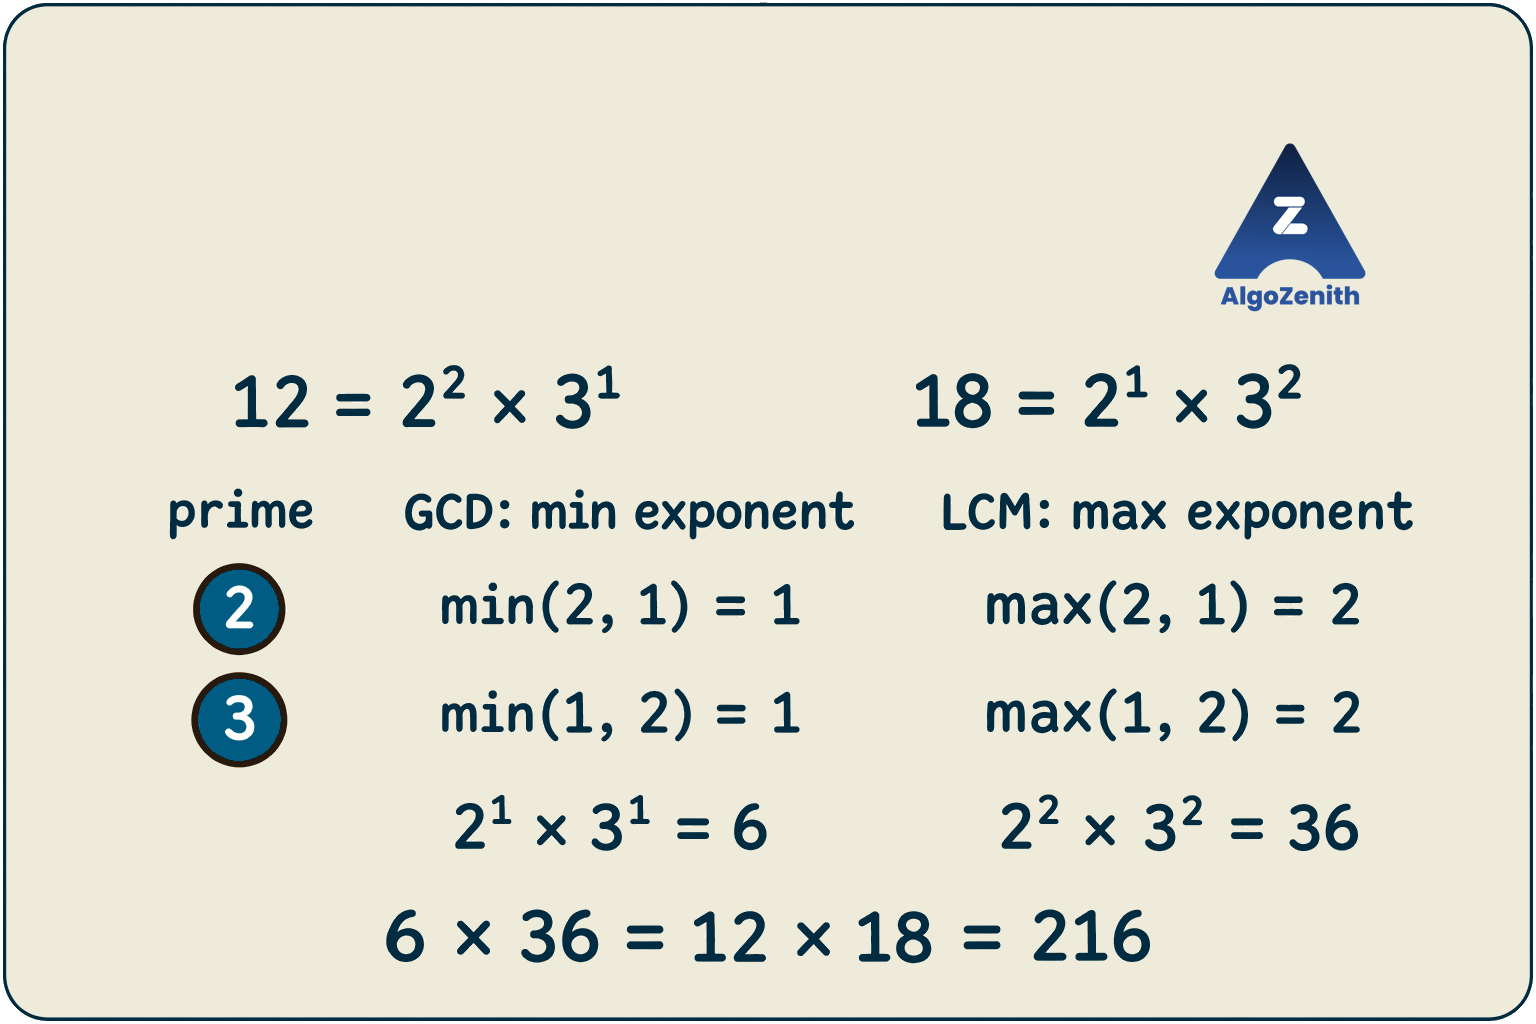 Z
AlgoZenith
12 = 2² × 3¹
18 = 2¹ × 3²
prime GCD: min exponent LCM: max exponent
2 min(2, 1) = 1 max(2, 1) = 2
3 min(1, 2) = 1 max(1, 2) = 2
2¹ × 3¹ = 6 2² × 3² = 36
6 × 36 = 12 × 18 = 216